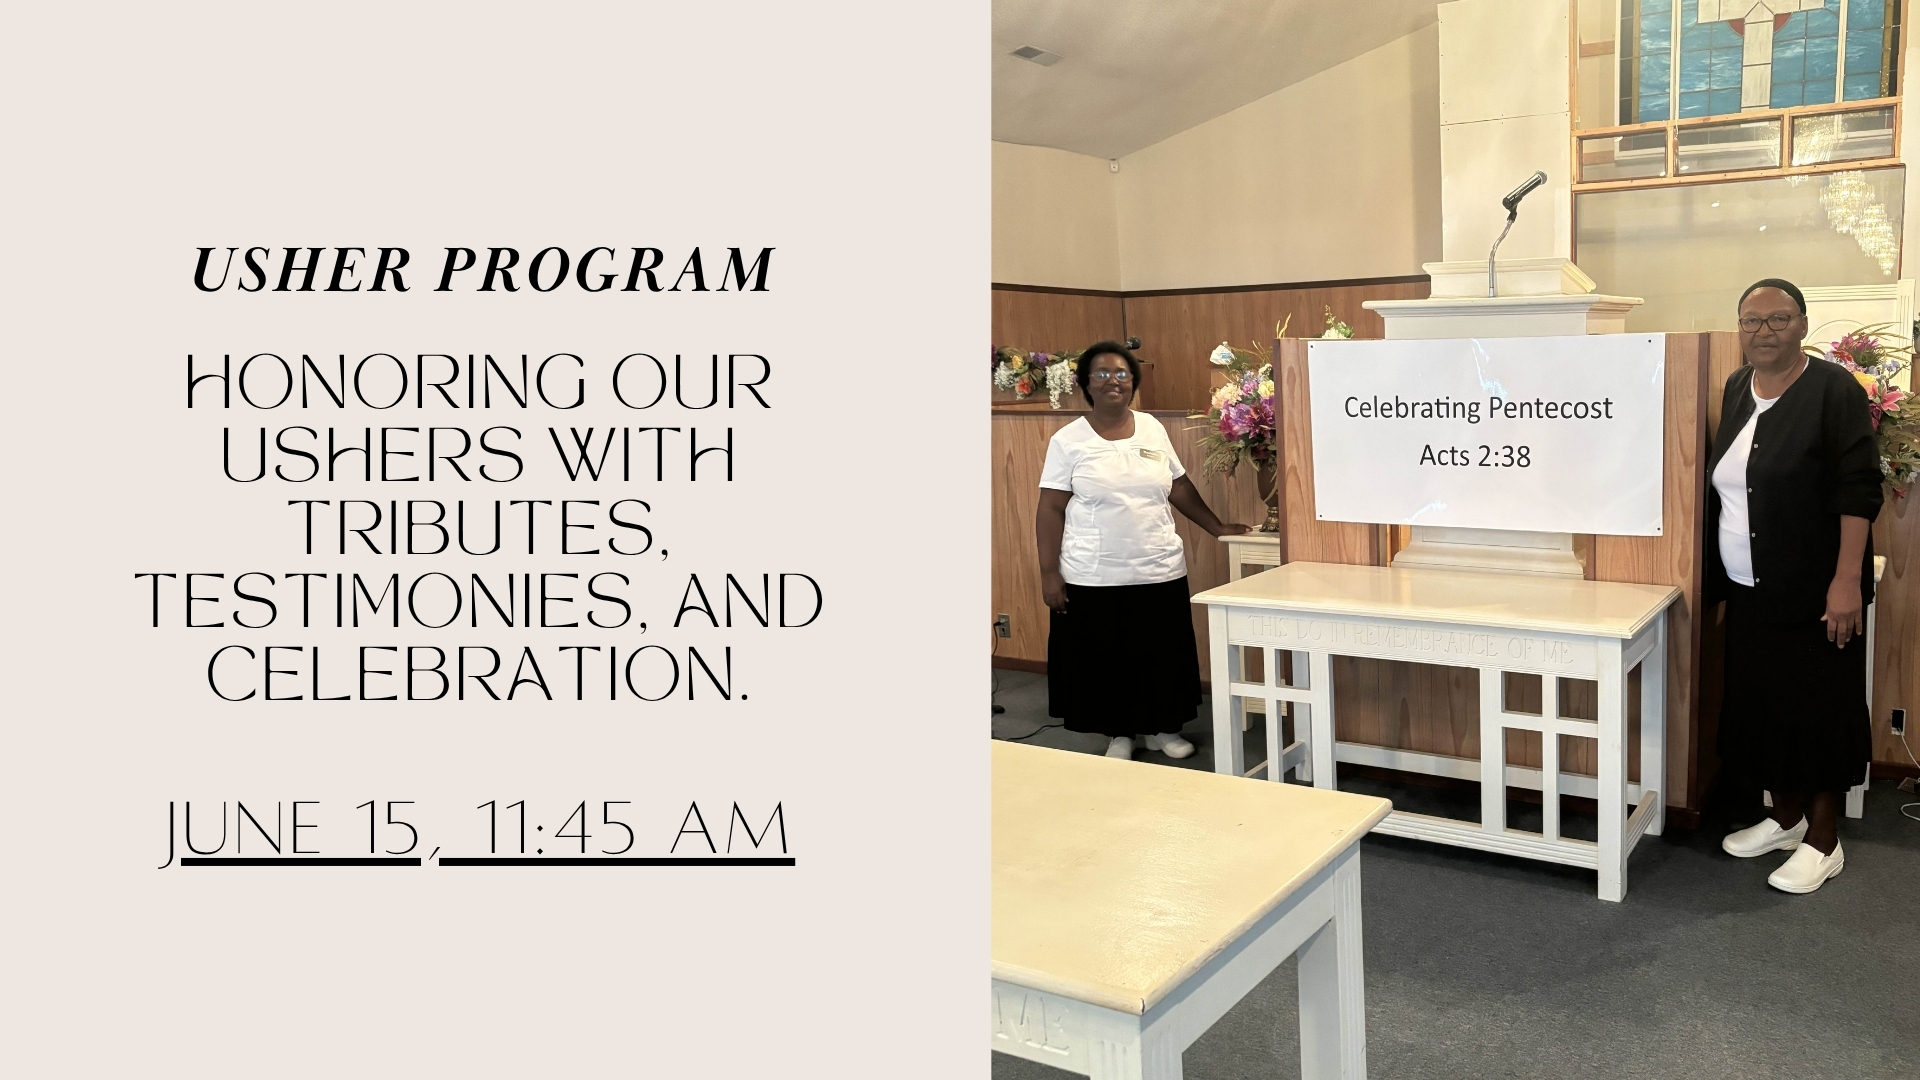 USHER PROGRAM
HONORING OUR
USHERS WITH
TRIBUTES,
TESTIMONIES, AND
CELEBRATION.
JUNE 15, 11:45 AM
Celebrating Pentecost
Acts 2:38
THIS DO IN REMEMBRANCE OF ME
ME